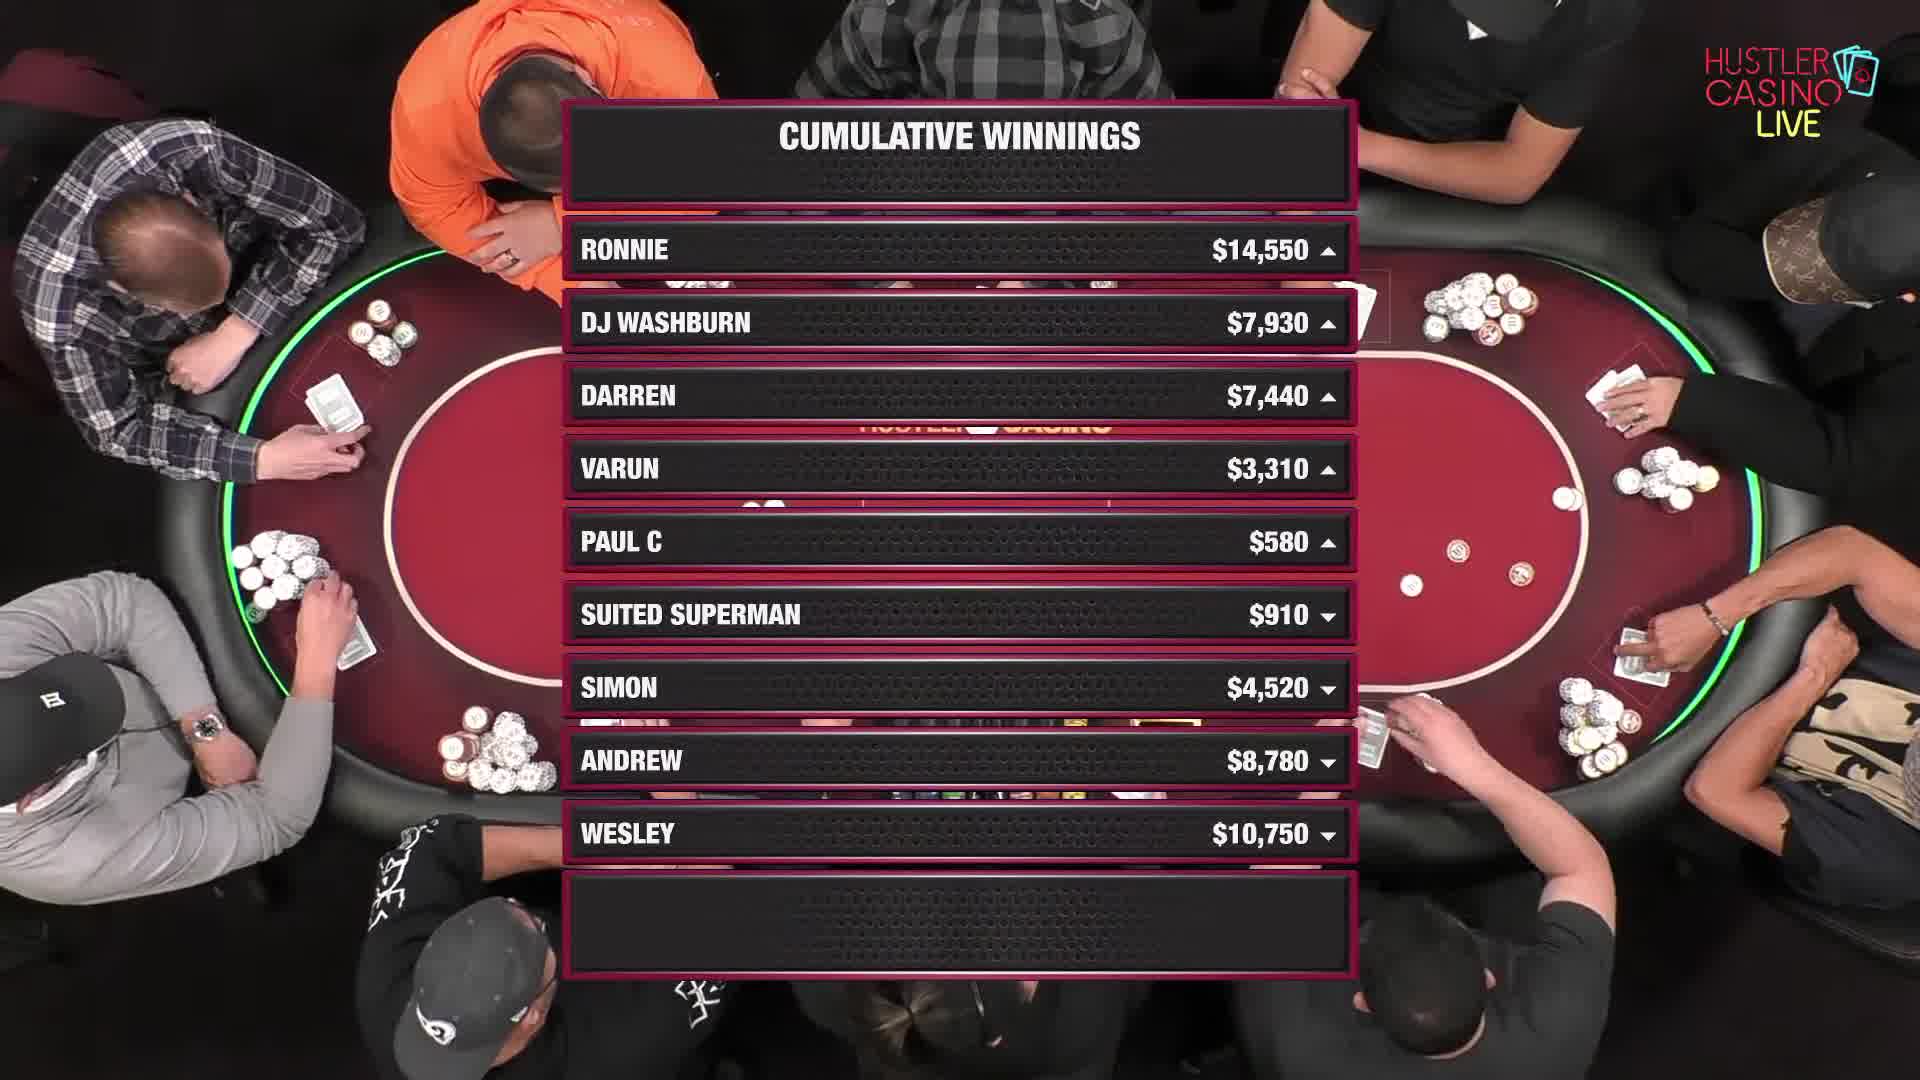 HUSTLER
CASINO
LIVE
CUMULATIVE WINNINGS
RONNIE $14,550
DJ WASHBURN $7,930
DARREN $7,440
VARUN $3,310
PAUL C $580
SUITED SUPERMAN $910
SIMON $4,520
ANDREW $8,780
WESLEY $10,750